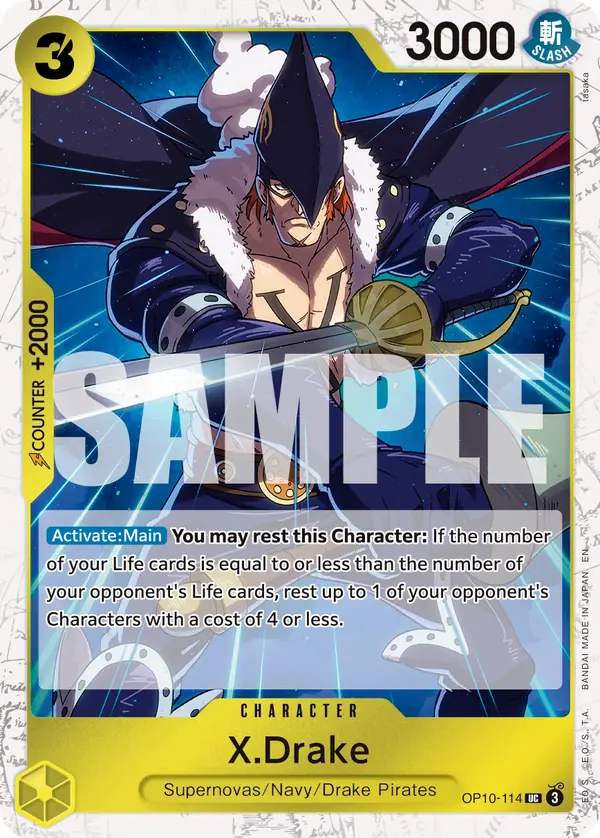 3
3000
斬
SLASH
tasaka
COUNTER +2000
SAMPLE
Activate:Main You may rest this Character: If the number
of your Life cards is equal to or less than the number of
your opponent's Life cards, rest up to 1 of your opponent's
Characters with a cost of 4 or less.
CHARACTER
X.Drake
Supernovas/Navy/Drake Pirates
OP10-114 UC 3
©E.O./S. ©E.O./S., T.A. BANDAI MADE IN JAPAN EN